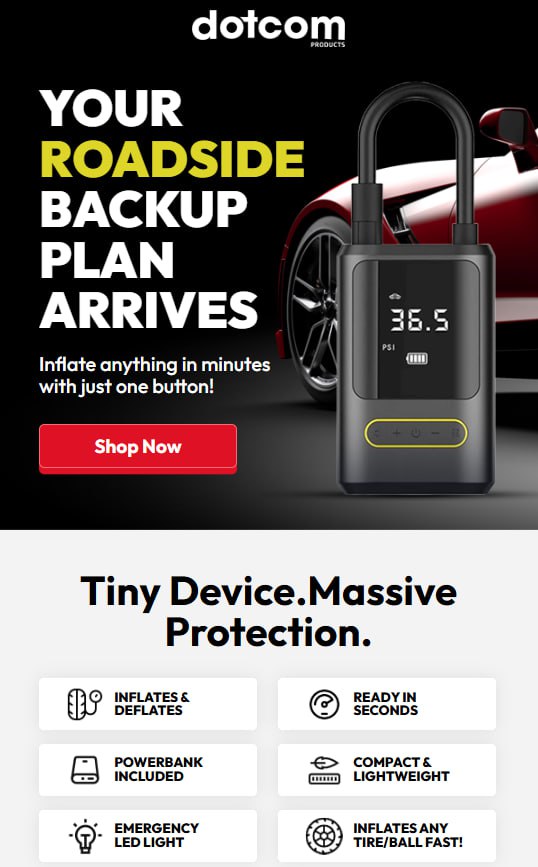 dotcom
PRODUCTS
YOUR
ROADSIDE
BACKUP
PLAN
ARRIVES
Inflate anything in minutes
with just one button!
Shop Now
36.5
PSI
Tiny Device.Massive
Protection.
INFLATES &
DEFLATES
READY IN
SECONDS
POWERBANK
INCLUDED
COMPACT &
LIGHTWEIGHT
EMERGENCY
LED LIGHT
INFLATES ANY
TIRE/BALL FAST!